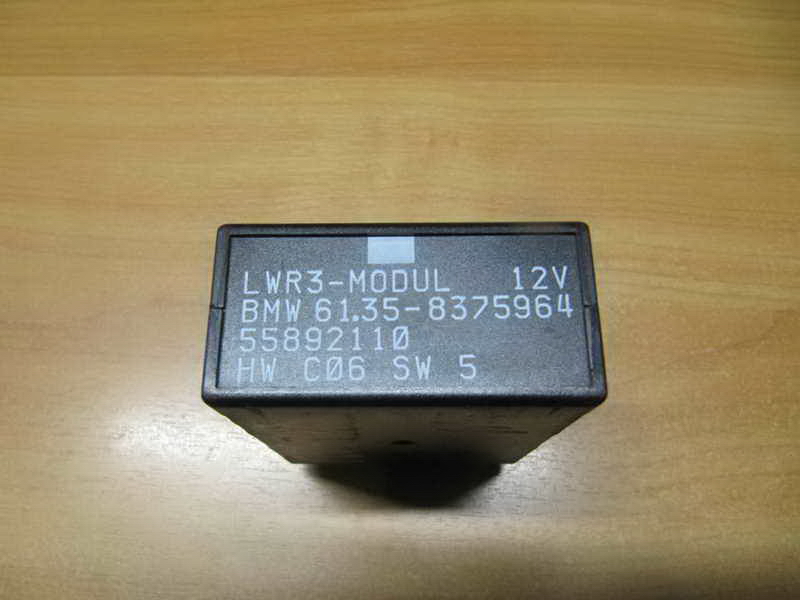 LWR3-MODUL 12V
BMW 61.35-8375964
55892110
HW C06 SW 5